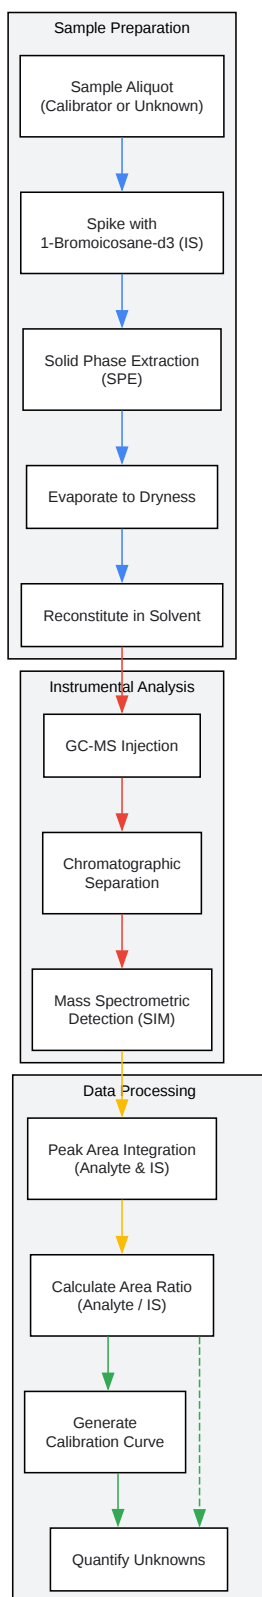 Sample Preparation
Sample Aliquot
(Calibrator or Unknown)
Spike with
1-Bromoicosane-d3 (IS)
Solid Phase Extraction
(SPE)
Evaporate to Dryness
Reconstitute in Solvent
Instrumental Analysis
GC-MS Injection
Chromatographic
Separation
Mass Spectrometric
Detection (SIM)
Data Processing
Peak Area Integration
(Analyte & IS)
Calculate Area Ratio
(Analyte / IS)
Generate
Calibration Curve
Quantify Unknowns